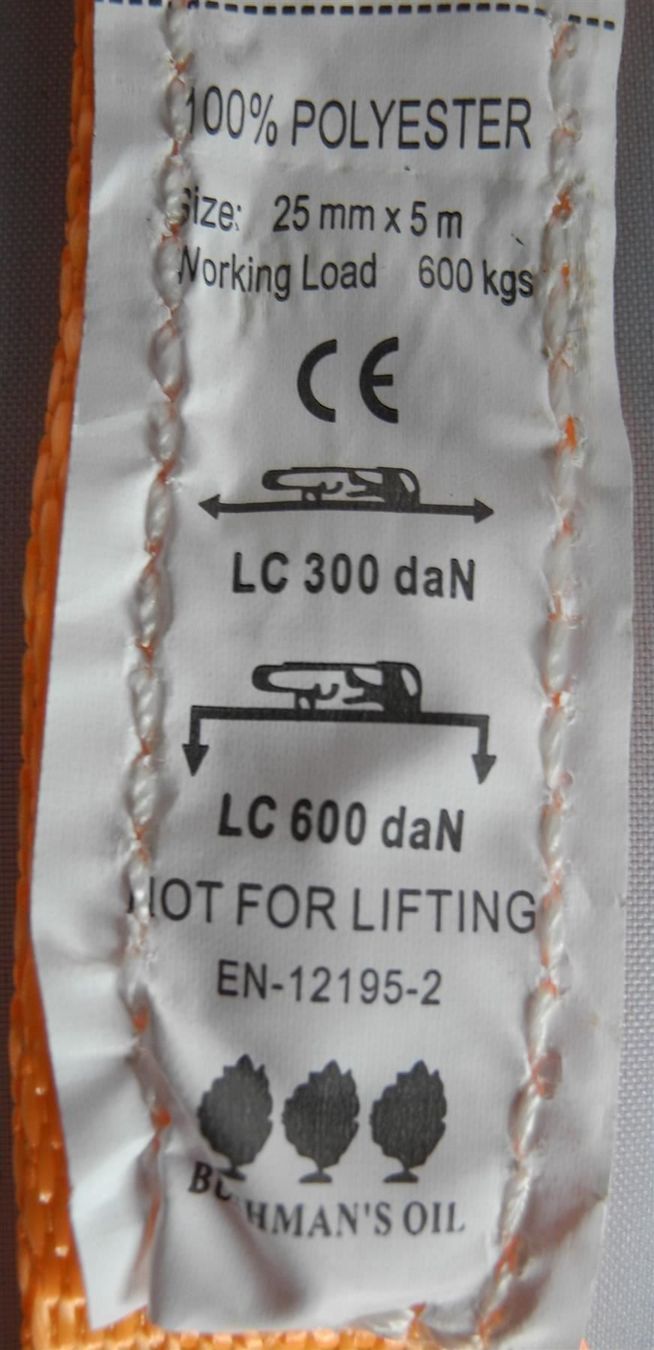 100% POLYESTER
Size: 25 mm x 5 m
Working Load 600 kgs
CE
LC 300 daN
LC 600 daN
NOT FOR LIFTING
EN-12195-2
BUSHMAN'S OIL